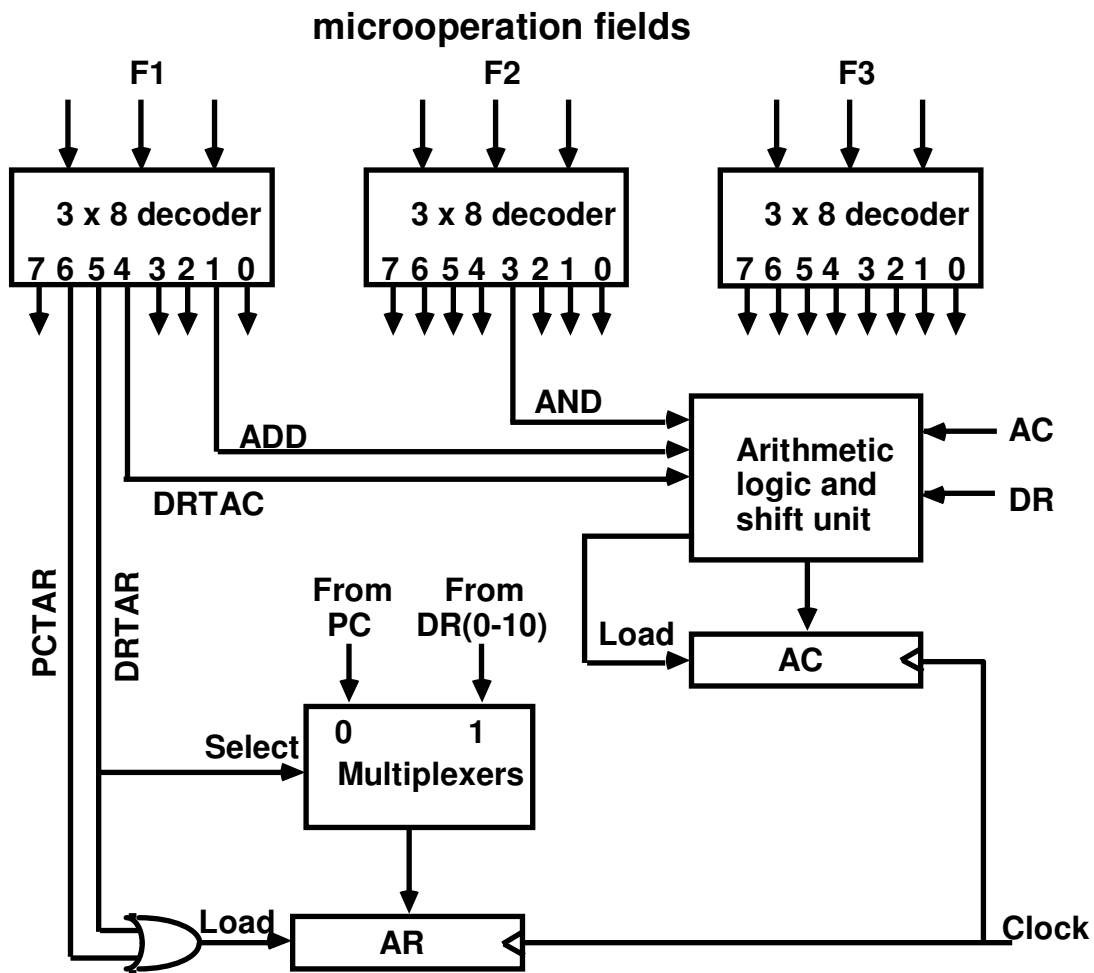 microoperation fields
F1
F2
F3
3 x 8 decoder
7 6 5 4 3 2 1 0
3 x 8 decoder
7 6 5 4 3 2 1 0
3 x 8 decoder
7 6 5 4 3 2 1 0
AND
ADD
DRTAC
Arithmetic
logic and
shift unit
AC
DR
PCTAR
DRTAR
From
PC
From
DR(0-10)
Load
AC
Select
0 1
Multiplexers
Load
AR
Clock